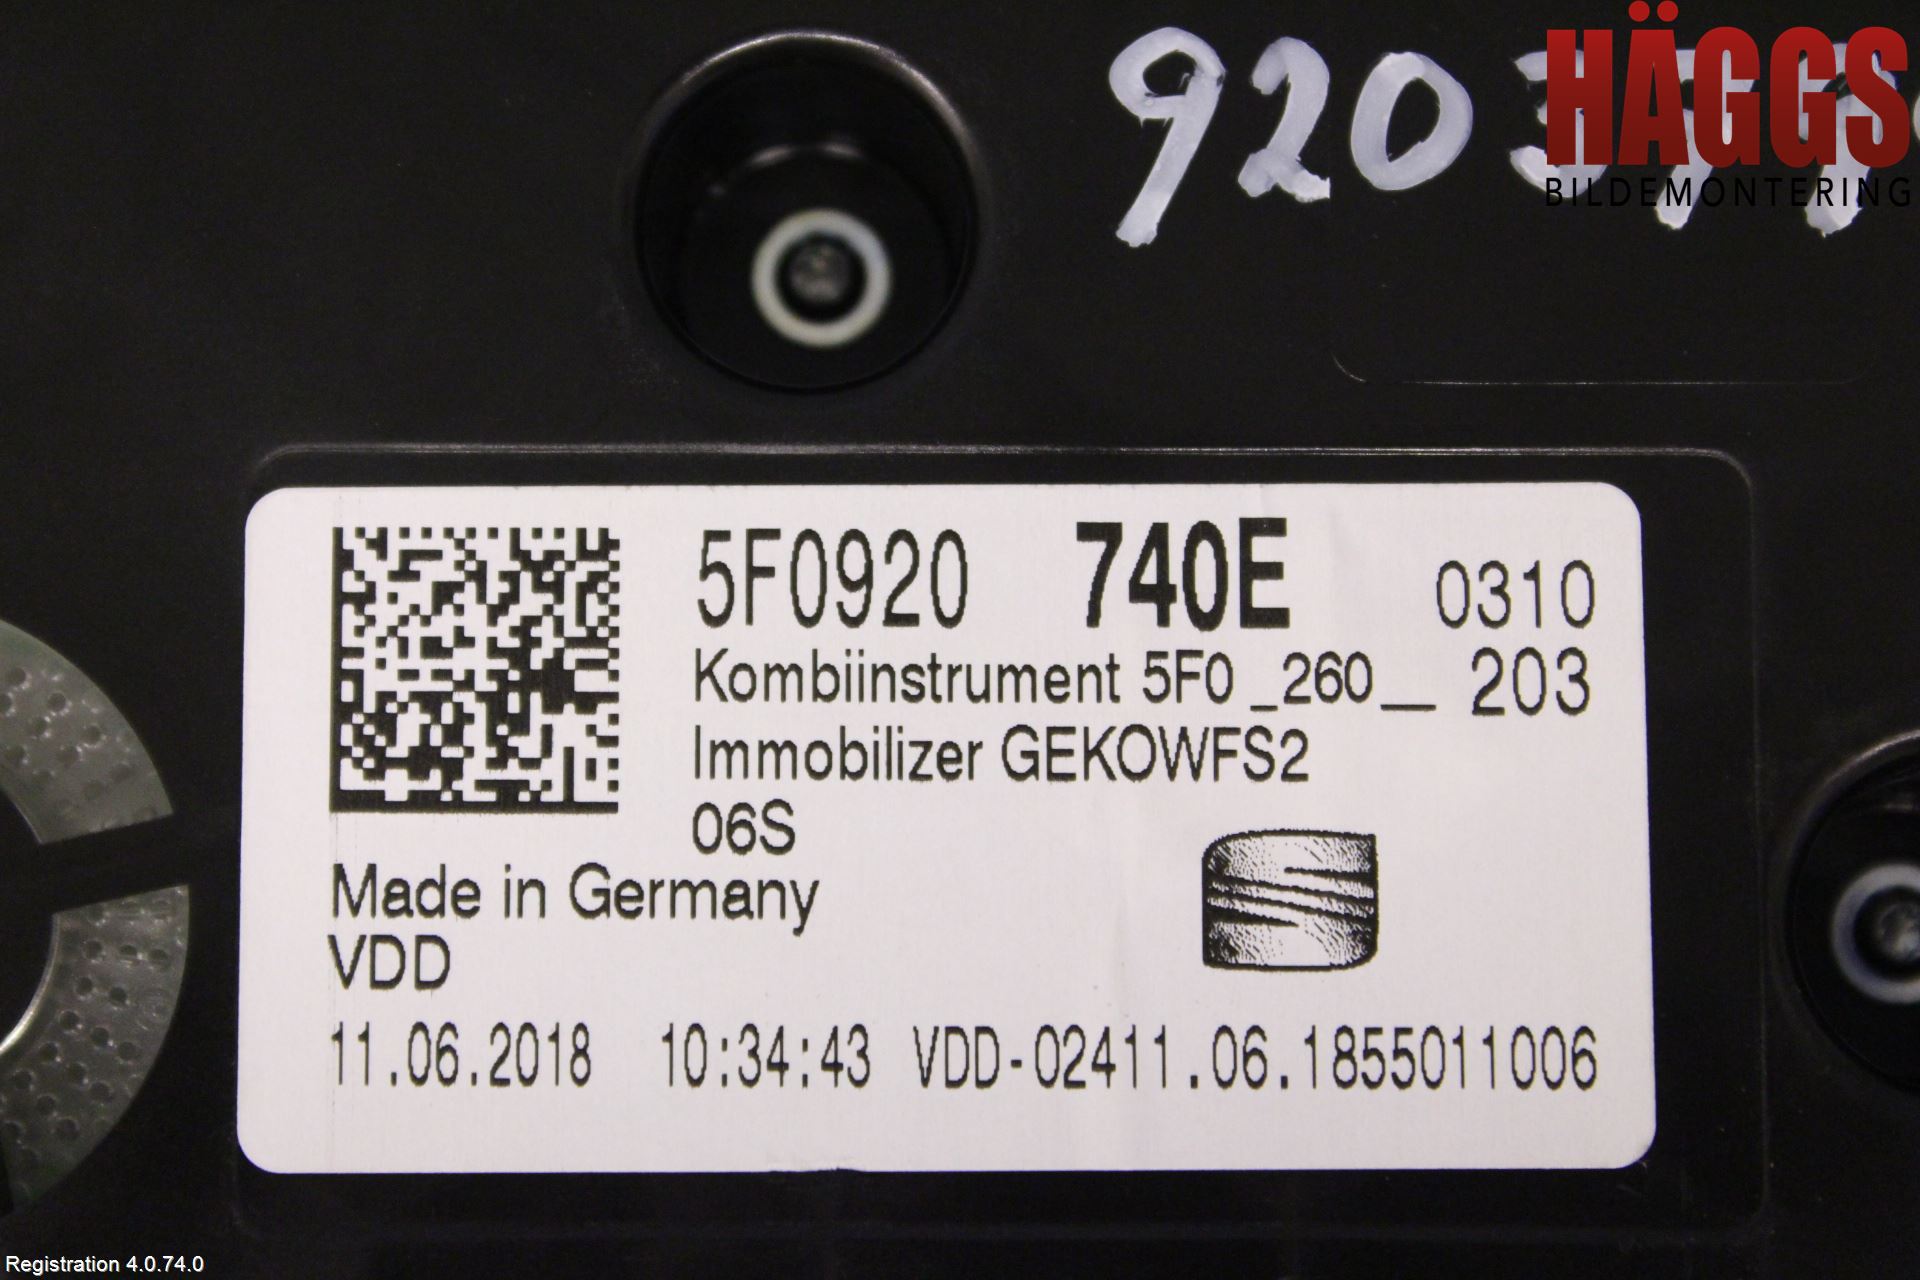 920
HÄGGS
BILDEMONTERING
5F0920 740E 0310
Kombiinstrument 5F0 _260__ 203
Immobilizer GEKOWFS2
06S
Made in Germany
VDD
11.06.2018 10:34:43 VDD-02411.06.1855011006
Registration 4.0.74.0